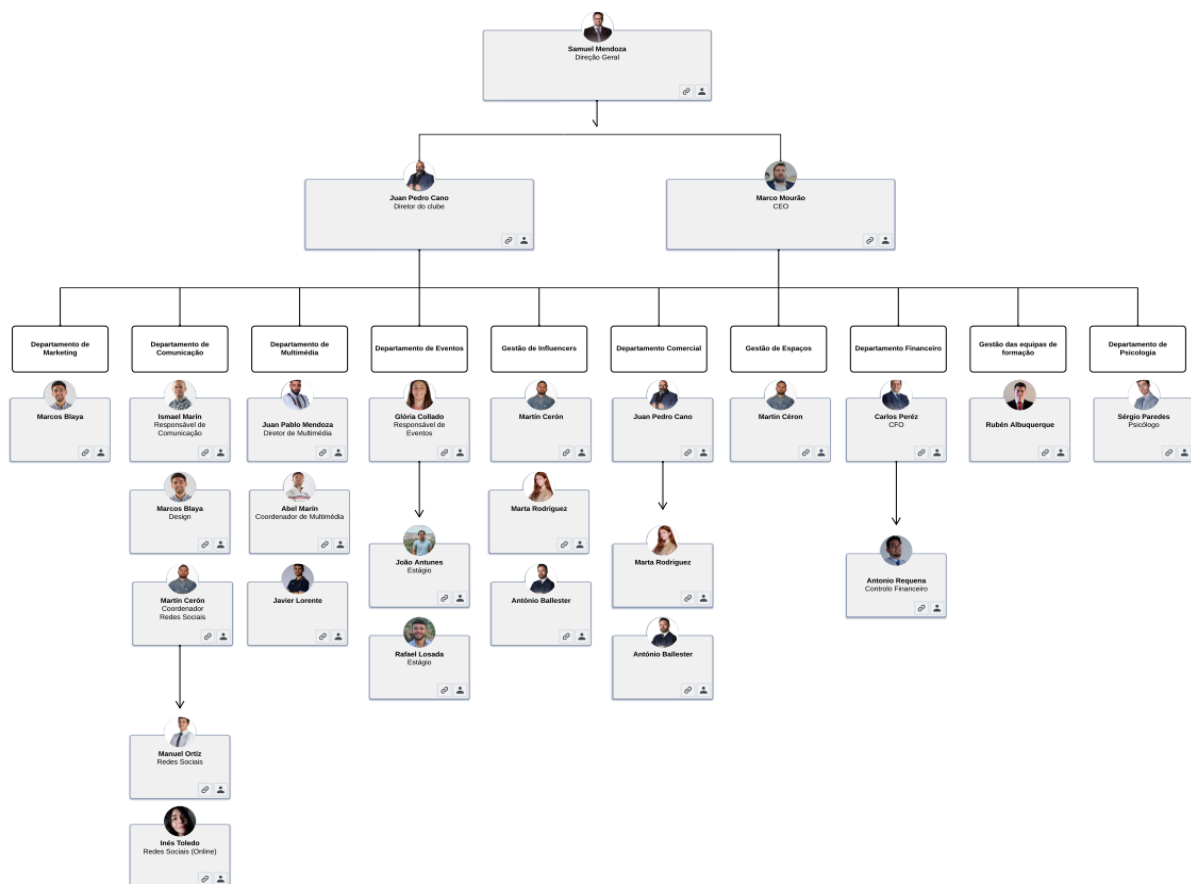 Samuel Mendoza
Direção Geral
Juan Pedro Cano
Diretor do clube
Marco Mourão
CEO
Departamento de
Marketing
Departamento de
Comunicação
Departamento de
Multimédia
Departamento de Eventos
Gestão de Influencers
Departamento Comercial
Gestão de Espaços
Departamento Financeiro
Gestão das equipas de
formação
Departamento de
Psicologia
Marcos Blaya
Ismael Marín
Responsável de
Comunicação
Juan Pablo Mendoza
Diretor de Multimédia
Glória Collado
Responsável de
Eventos
Martín Cerón
Juan Pedro Cano
Martín Céron
Carlos Peréz
CFO
Rubén Albuquerque
Sérgio Paredes
Psicólogo
Marcos Blaya
Design
Abel Marín
Coordenador de Multimédia
Marta Rodriguez
João Antunes
Estágio
Marta Rodriguez
Antonio Requena
Controlo Financeiro
Martín Cerón
Coordenador
Redes Sociais
Javier Lorente
António Ballester
Rafael Losada
Estágio
António Ballester
Manuel Ortíz
Redes Sociais
Inés Toledo
Redes Sociais (Online)